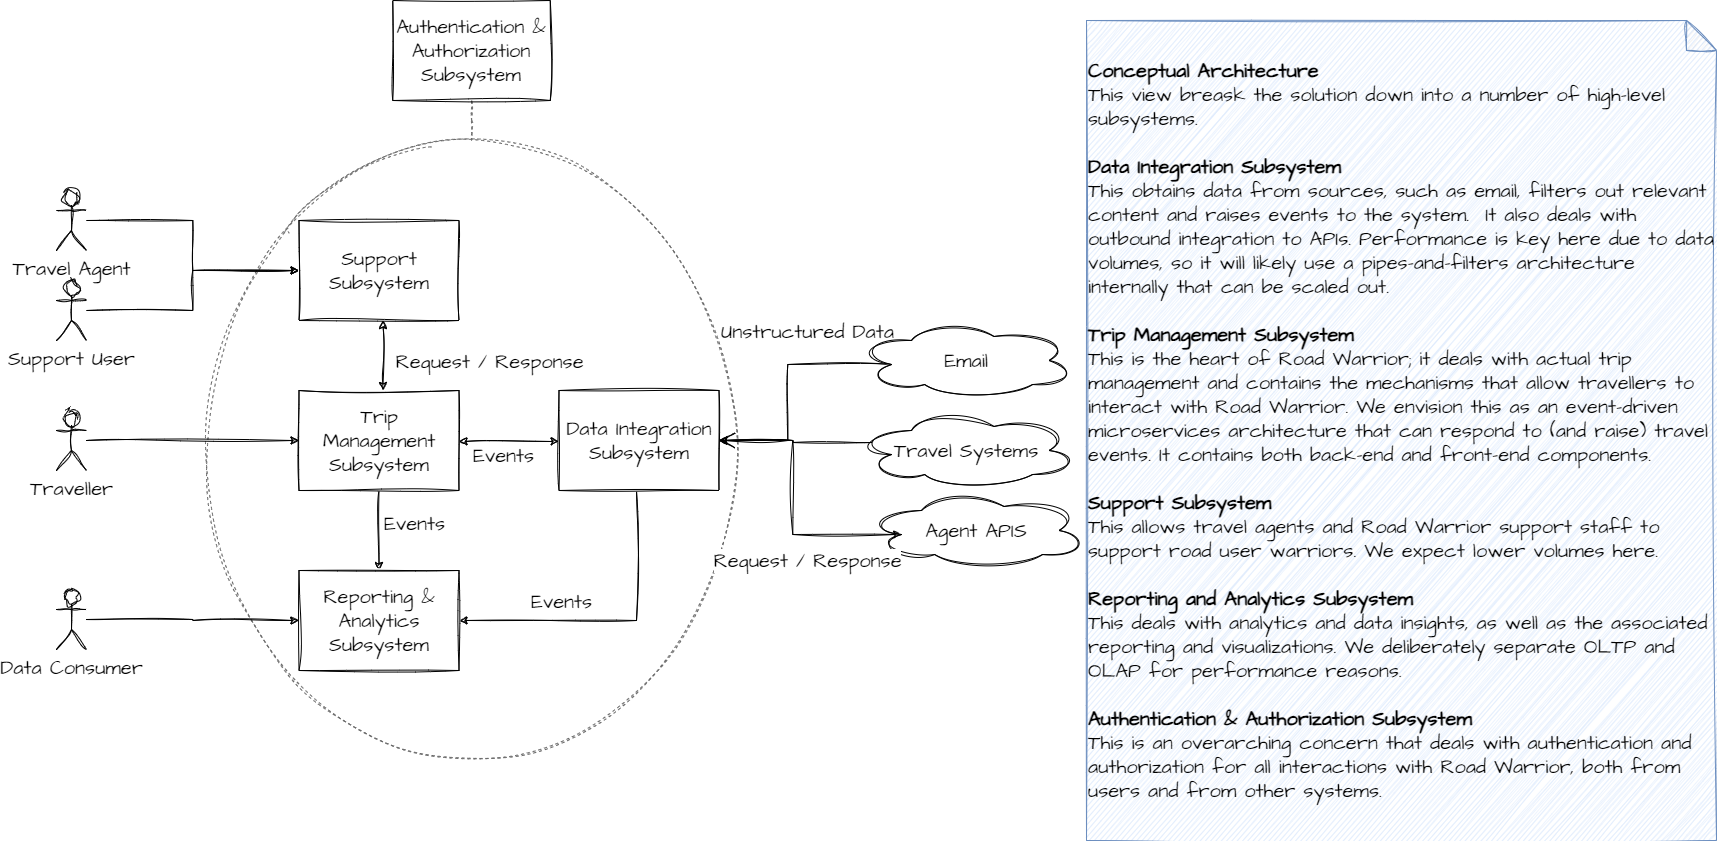 Authentication &
Authorization
Subsystem
Travel Agent
Support User
Support
Subsystem
Request / Response
Traveller
Trip
Management
Subsystem
Events
Data Integration
Subsystem
Unstructured Data
Email
Travel Systems
Agent APIS
Request / Response
Events
Data Consumer
Reporting &
Analytics
Subsystem
Events
Conceptual Architecture
This view breask the solution down into a number of high-level
subsystems.
Data Integration Subsystem
This obtains data from sources, such as email, filters out relevant
content and raises events to the system. It also deals with
outbound integration to APIs. Performance is key here due to data
volumes, so it will likely use a pipes-and-filters architecture
internally that can be scaled out.
Trip Management Subsystem
This is the heart of Road Warrior; it deals with actual trip
management and contains the mechanisms that allow travellers to
interact with Road Warrior. We envision this as an event-driven
microservices architecture that can respond to (and raise) travel
events. It contains both back-end and front-end components.
Support Subsystem
This allows travel agents and Road Warrior support staff to
support road user warriors. We expect lower volumes here.
Reporting and Analytics Subsystem
This deals with analytics and data insights, as well as the associated
reporting and visualizations. We deliberately separate OLTP and
OLAP for performance reasons.
Authentication & Authorization Subsystem
This is an overarching concern that deals with authentication and
authorization for all interactions with Road Warrior, both from
users and from other systems.